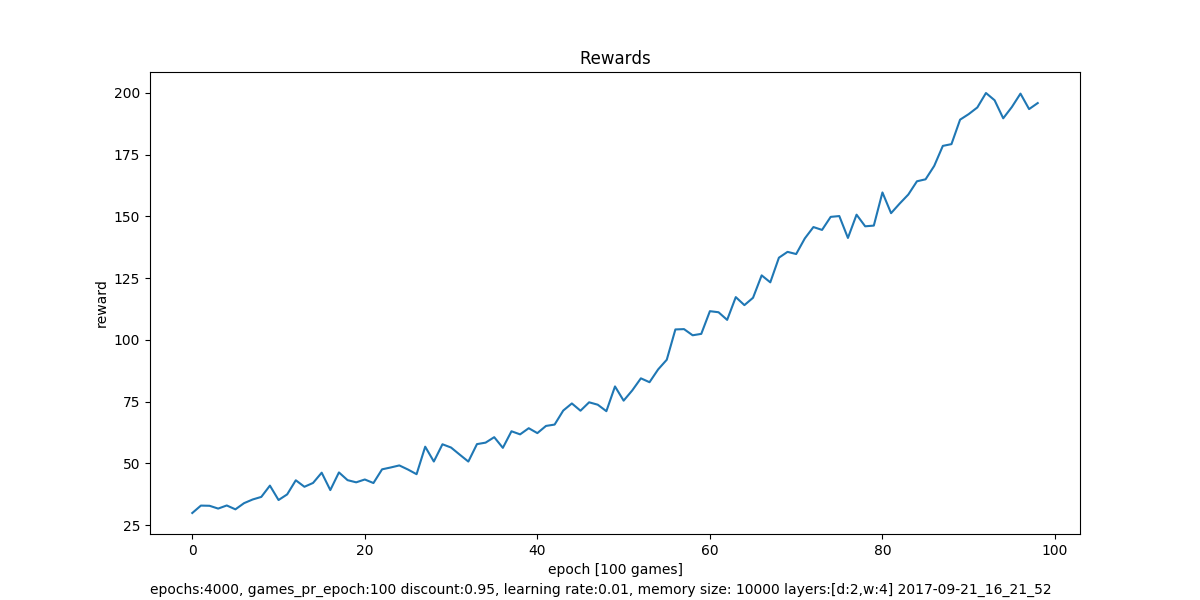 Rewards
200
175
150
125
100
75
50
25
reward
0 20 40 60 80 100
epoch [100 games]
epochs:4000, games_pr_epoch:100 discount:0.95, learning rate:0.01, memory size: 10000 layers:[d:2,w:4] 2017-09-21_16_21_52